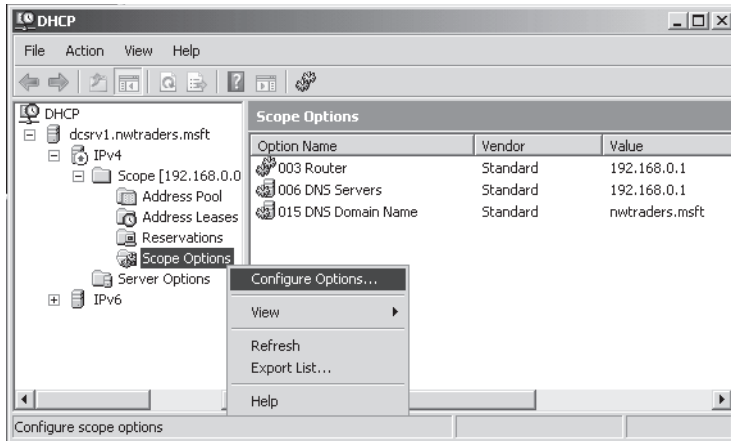 DHCP
File Action View Help
DHCP
dcsrv1.nwtraders.msft
IPv4
Scope [192.168.0.0
Address Pool
Address Leases
Reservations
Scope Options
Server Options
IPv6
Scope Options
Option Name Vendor Value
003 Router Standard 192.168.0.1
006 DNS Servers Standard 192.168.0.1
015 DNS Domain Name Standard nwtraders.msft
Configure Options...
View
Refresh
Export List...
Help
Configure scope options